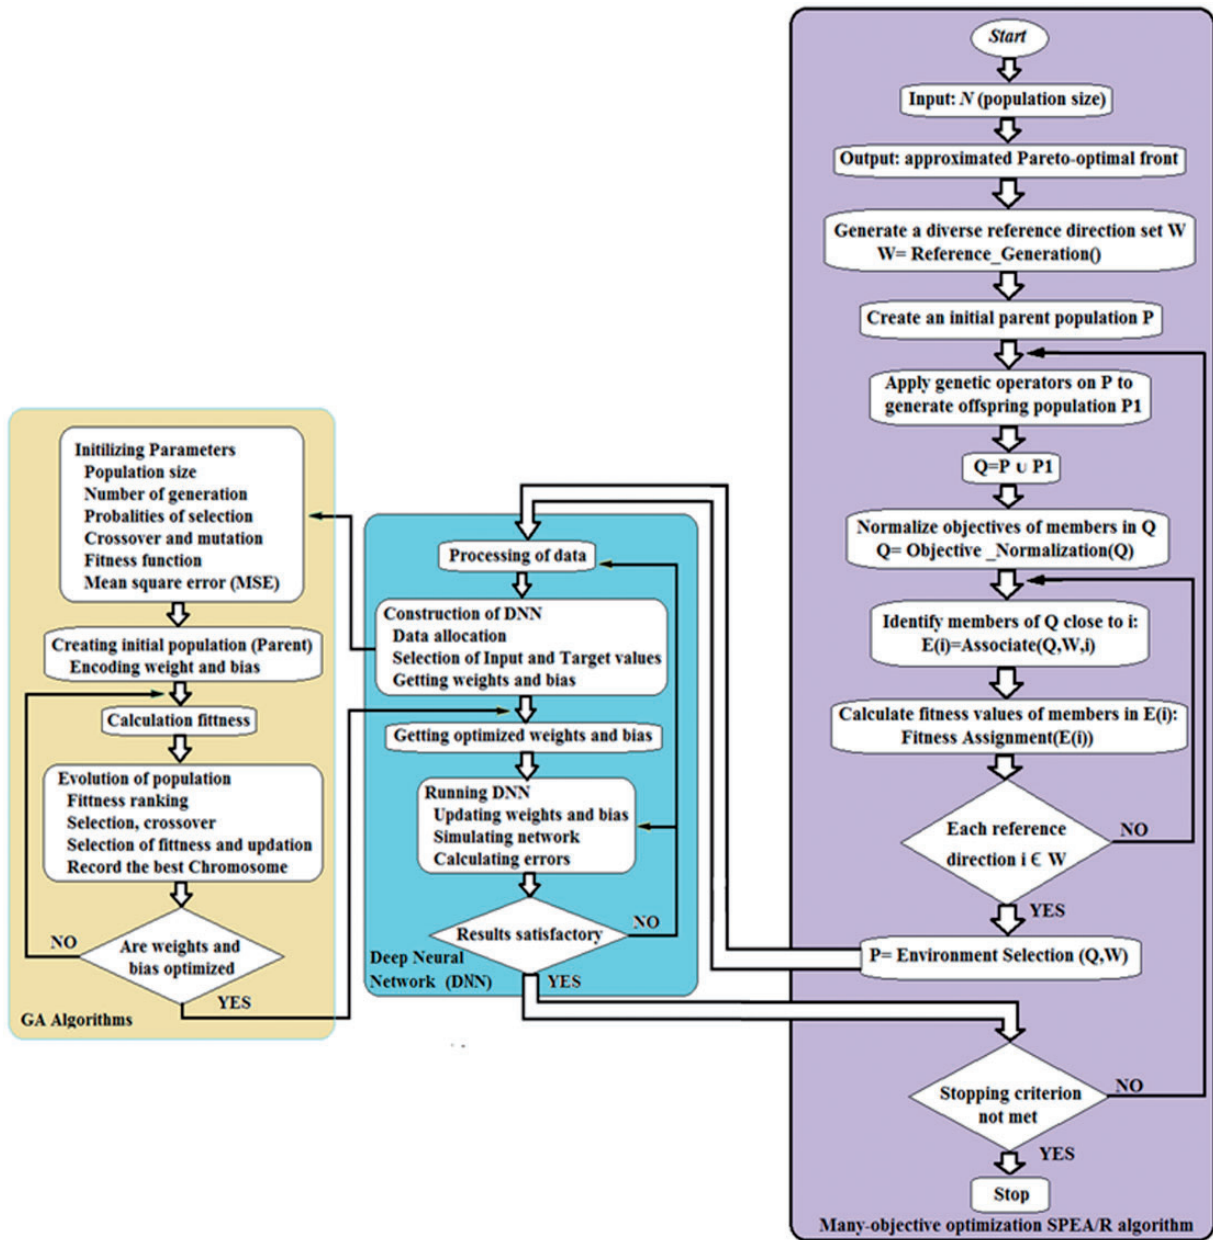 Start
Input: N (population size)
Output: approximated Pareto-optimal front
Generate a diverse reference direction set W
W= Reference_Generation()
Create an initial parent population P
Apply genetic operators on P to
generate offspring population P1
Q=P ∪ P1
Normalize objectives of members in Q
Q= Objective _Normalization(Q)
Identify members of Q close to i:
E(i)=Associate(Q,W,i)
Calculate fitness values of members in E(i):
Fitness Assignment(E(i))
Each reference
direction i ∈ W
NO
YES
P= Environment Selection (Q,W)
Stopping criterion
not met
NO
YES
Stop
Many-objective optimization SPEA/R algorithm
Processing of data
Construction of DNN
Data allocation
Selection of Input and Target values
Getting weights and bias
Getting optimized weights and bias
Running DNN
Updating weights and bias
Simulating network
Calculating errors
Results satisfactory
NO
YES
Deep Neural
Network (DNN)
Initilizing Parameters
Population size
Number of generation
Probalities of selection
Crossover and mutation
Fitness function
Mean square error (MSE)
Creating initial population (Parent)
Encoding weight and bias
Calculation fittness
Evolution of population
Fittness ranking
Selection, crossover
Selection of fittness and updation
Record the best Chromosome
Are weights and
bias optimized
NO
YES
GA Algorithms